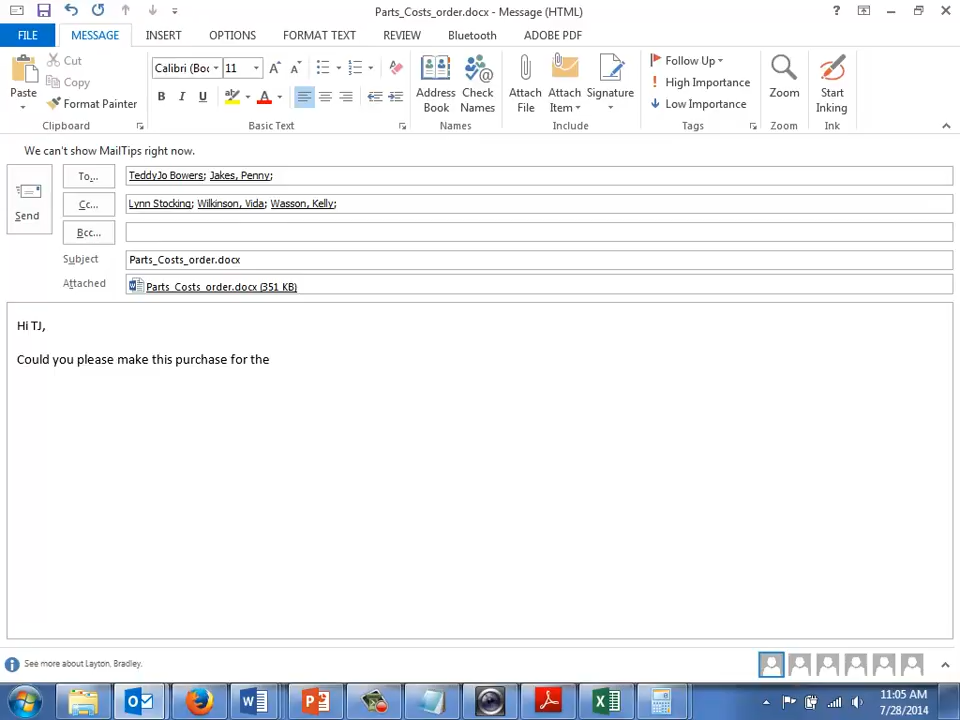 Parts_Costs_order.docx - Message (HTML)
FILE MESSAGE INSERT OPTIONS FORMAT TEXT REVIEW Bluetooth ADOBE PDF
Paste
Cut
Copy
Format Painter
Clipboard
Calibri (Boc 11
B I U A
Basic Text
Address Book
Check Names
Names
Attach File
Attach Item
Signature
Include
Follow Up
High Importance
Low Importance
Tags
Zoom
Zoom
Start Inking
Ink
We can't show MailTips right now.
Send
To... TeddyJo Bowers; Jakes, Penny;
Cc... Lynn Stocking; Wilkinson, Vida; Wasson, Kelly;
Bcc...
Subject Parts_Costs_order.docx
Attached Parts_Costs_order.docx (351 KB)
Hi TJ,
Could you please make this purchase for the
See more about Layton, Bradley.
11:05 AM
7/28/2014